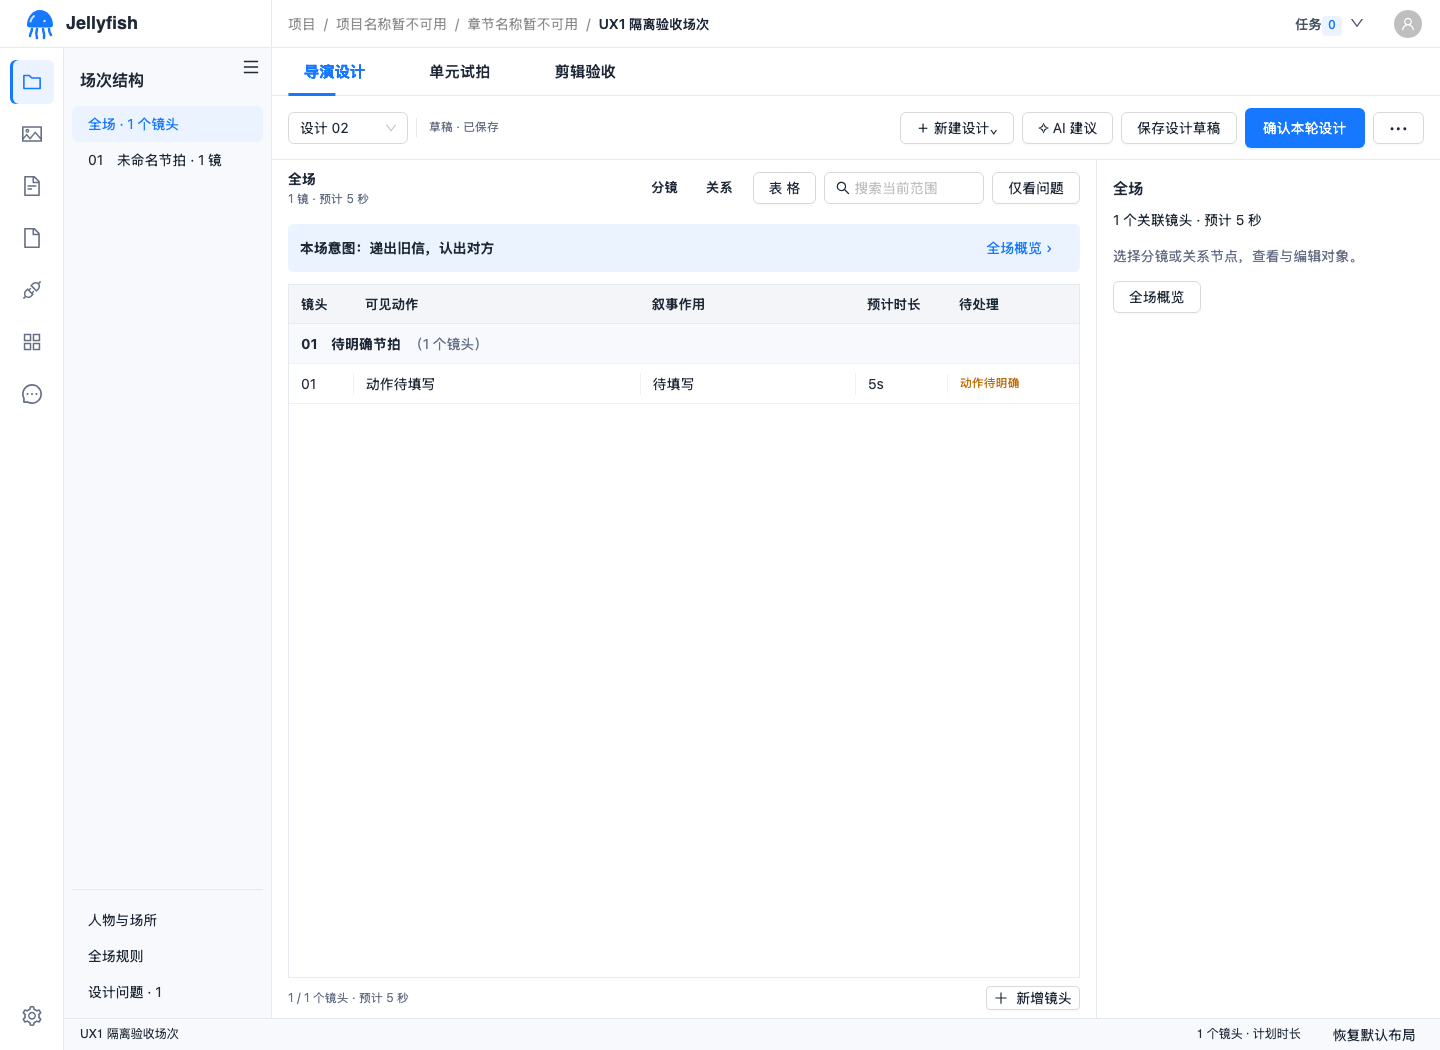 Jellyfish
项目 / 项目名称暂不可用 / 章节名称暂不可用 / UX1 隔离验收场次
任务 0
场次结构
全场 · 1 个镜头
01 未命名节拍 · 1 镜
人物与场所
全场规则
设计问题 · 1
导演设计 单元试拍 剪辑验收
设计 02
草稿 · 已保存
新建设计
AI 建议
保存设计草稿
确认本轮设计
全场
1 镜 · 预计 5 秒
分镜 关系 表 格
搜索当前范围
仅看问题
本场意图：递出旧信，认出对方
全场概览 ›
镜头 可见动作 叙事作用 预计时长 待处理
01 待明确节拍 （1 个镜头）
01 动作待填写 待填写 5s 动作待明确
1 / 1 个镜头 · 预计 5 秒
新增镜头
全场
1 个关联镜头 · 预计 5 秒
选择分镜或关系节点，查看与编辑对象。
全场概览
UX1 隔离验收场次
1 个镜头 · 计划时长
恢复默认布局